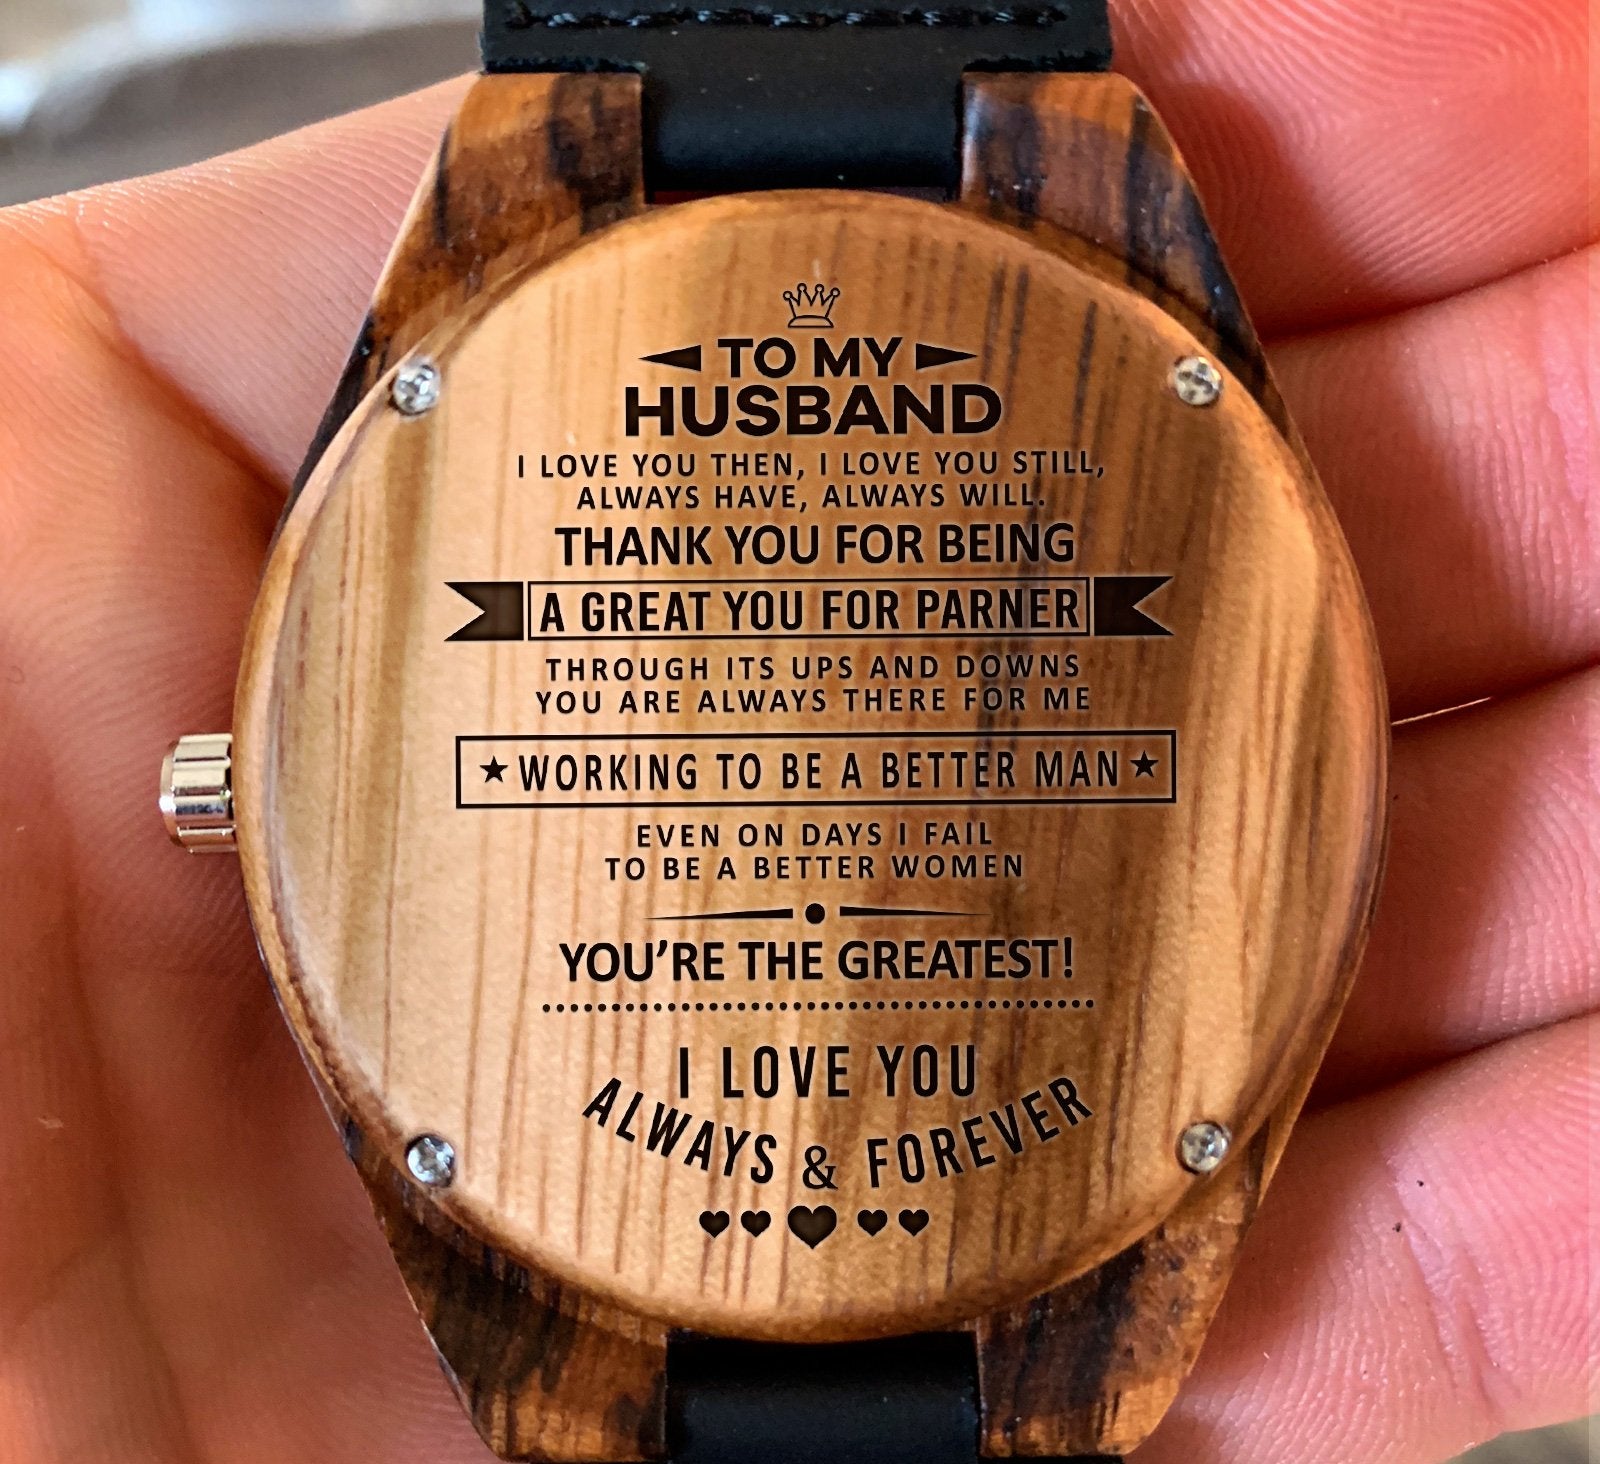 TO MY
HUSBAND
I LOVE YOU THEN, I LOVE YOU STILL,
ALWAYS HAVE, ALWAYS WILL.
THANK YOU FOR BEING
A GREAT YOU FOR PARNER
THROUGH ITS UPS AND DOWNS
YOU ARE ALWAYS THERE FOR ME
★WORKING TO BE A BETTER MAN★
EVEN ON DAYS I FAIL
TO BE A BETTER WOMEN
YOU'RE THE GREATEST!
I LOVE YOU
ALWAYS & FOREVER